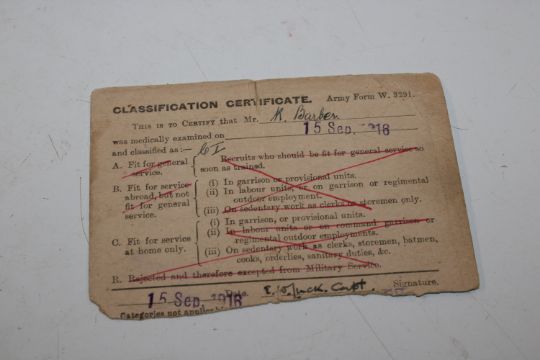 CLASSIFICATION CERTIFICATE. Army Form W. 3291.
THIS IS TO CERTIFY that Mr. K. Barber
15 Sep. 1916
was medically examined on
and classified as:— C I
A. Fit for general service. Recruits who should be fit for general service so soon as trained.
B. Fit for service abroad, but not fit for general service.
(i) In garrison or provisional units.
(ii) In labour units, or on garrison or regimental outdoor employment.
(iii) On sedentary work as clerks or storemen only.
C. Fit for service at home only.
(i) In garrison, or provisional units.
(ii) In labour units or on command garrison or regimental outdoor employments.
(iii) On sedentary work as clerks, storemen, batmen, cooks, orderlies, sanitary duties, &c.
R. Rejected and therefore excepted from Military Service.
15 Sep. 1916 Date. Tuck. Capt. Signature.
Categories not